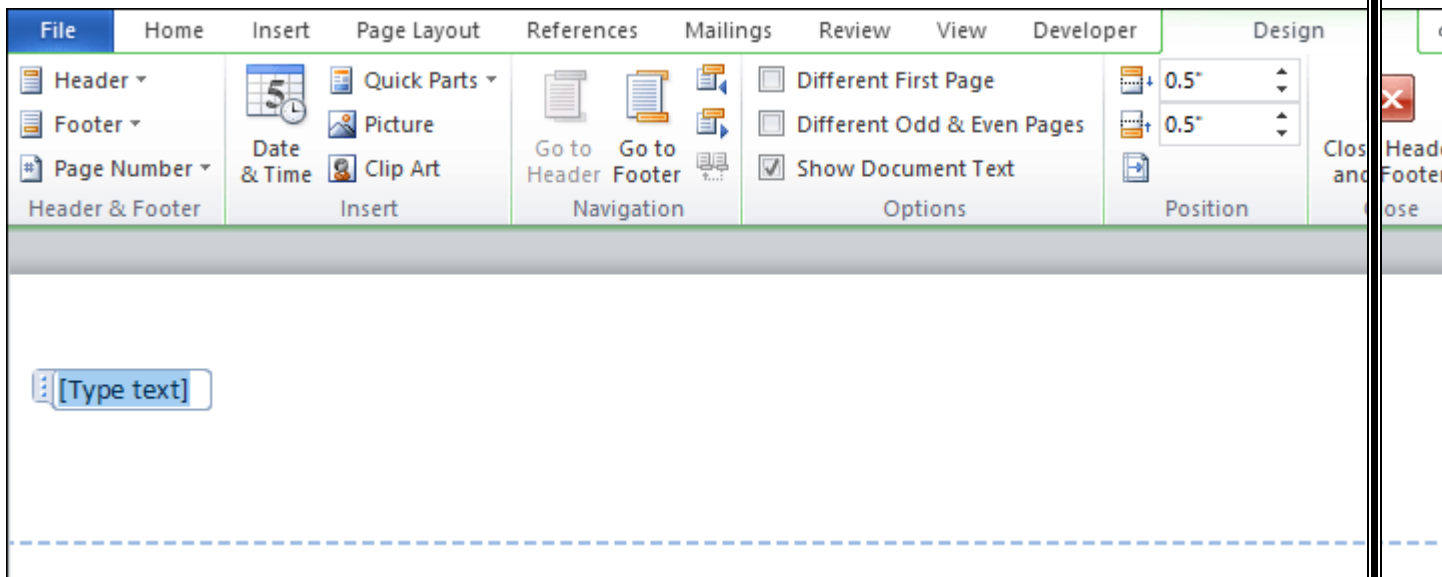 File Home Insert Page Layout References Mailings Review View Developer Design
Header Quick Parts Different First Page 0.5"
Footer Picture Different Odd & Even Pages 0.5"
Date & Time Go to Header Go to Footer
Page Number Clip Art Show Document Text
and
Header & Footer Insert Navigation Options Position
[Type text]